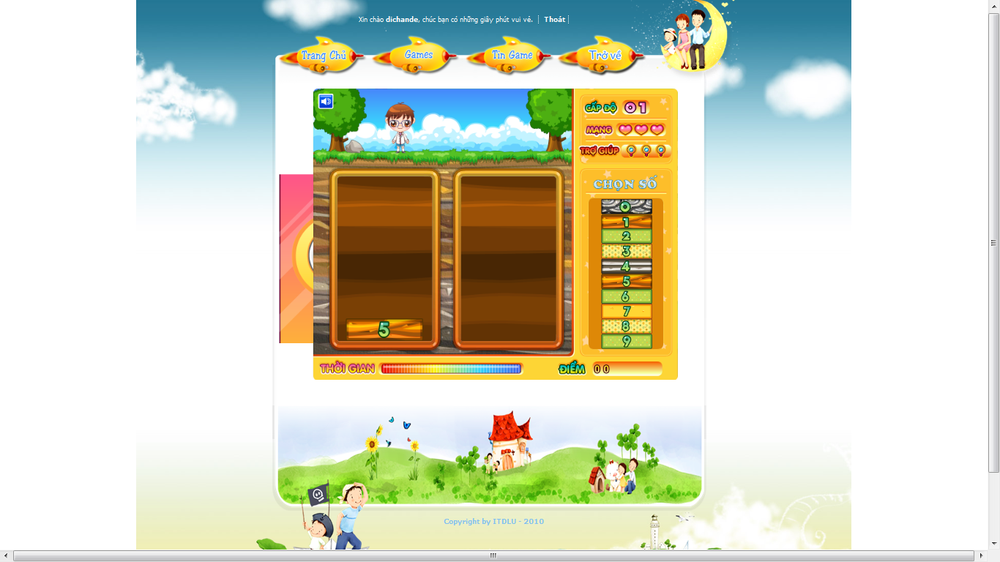 Xin chào dichande, chúc bạn có những giây phút vui vẻ. Thoát
Trang Chủ Games Tin Game Trở về
CẤP ĐỘ 01
MẠNG
TRỢ GIÚP
CHỌN SỐ
0
1
2
3
4
5
6
7
8
9
5
THỜI GIAN ĐIỂM 00
Copyright by ITDLU - 2010